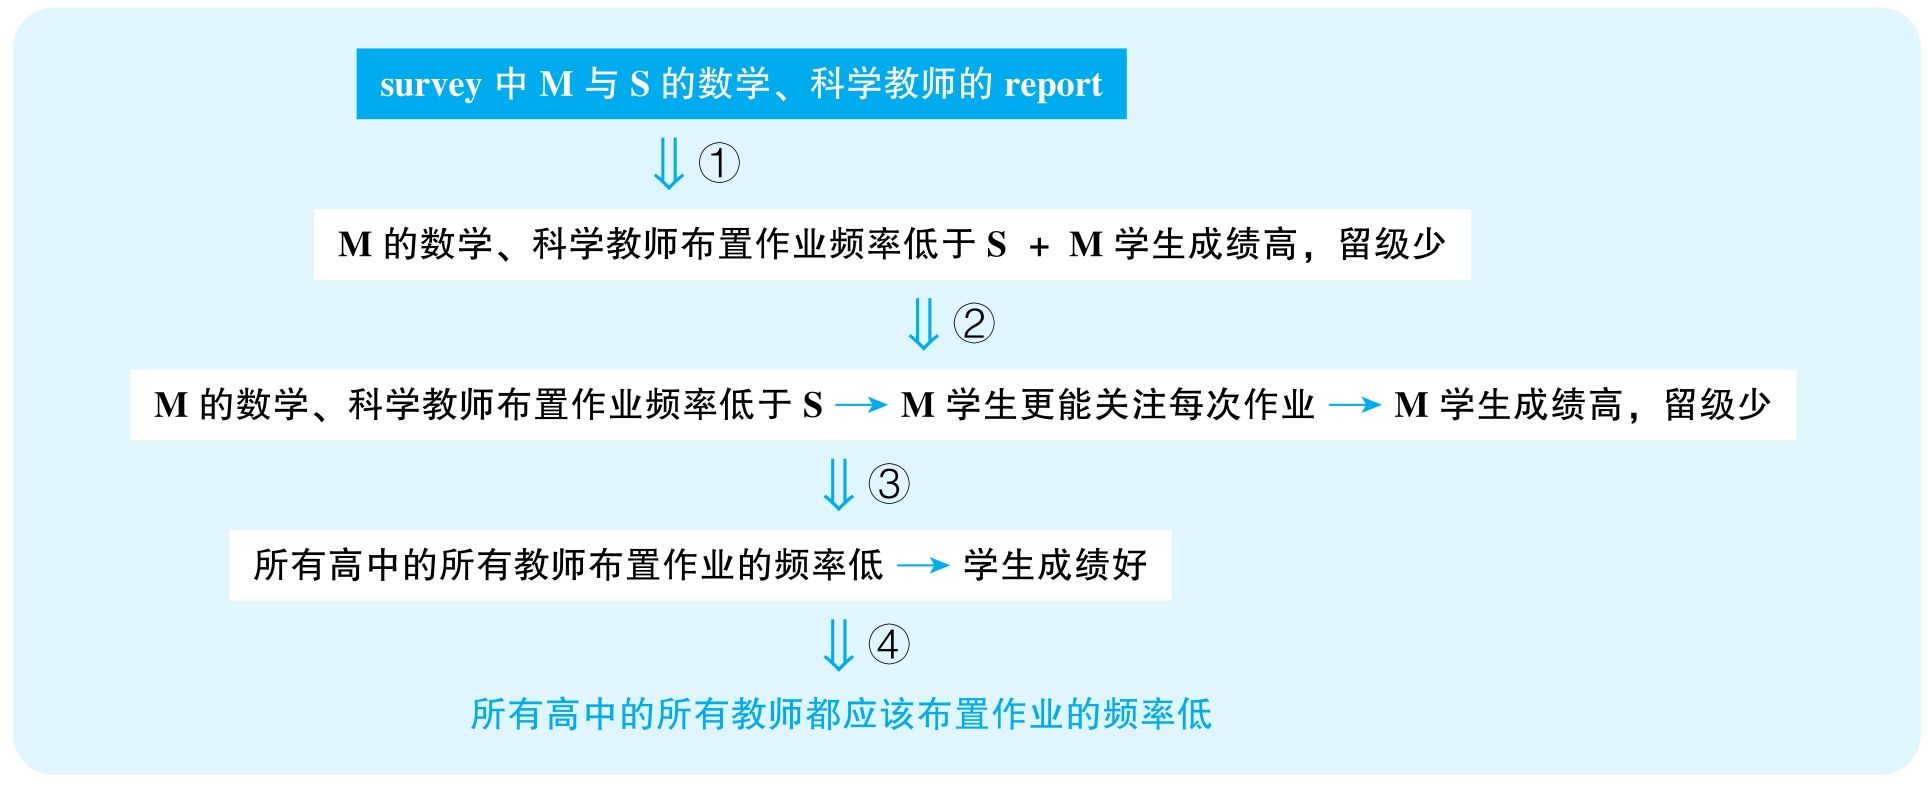 survey 中 M 与 S 的数学、科学教师的 report
①
M 的数学、科学教师布置作业频率低于 S + M 学生成绩高，留级少
②
M 的数学、科学教师布置作业频率低于 S → M 学生更能关注每次作业 → M 学生成绩高，留级少
③
所有高中的所有教师布置作业的频率低 → 学生成绩好
④
所有高中的所有教师都应该布置作业的频率低